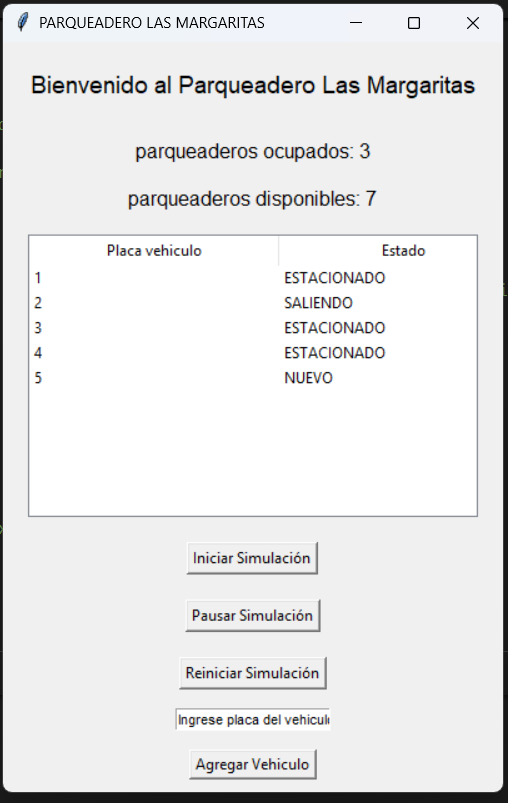 PARQUEADERO LAS MARGARITAS
Bienvenido al Parqueadero Las Margaritas
parqueaderos ocupados: 3
parqueaderos disponibles: 7
Placa vehiculo Estado
1 ESTACIONADO
2 SALIENDO
3 ESTACIONADO
4 ESTACIONADO
5 NUEVO
Iniciar Simulación
Pausar Simulación
Reiniciar Simulación
Ingrese placa del vehicul
Agregar Vehiculo